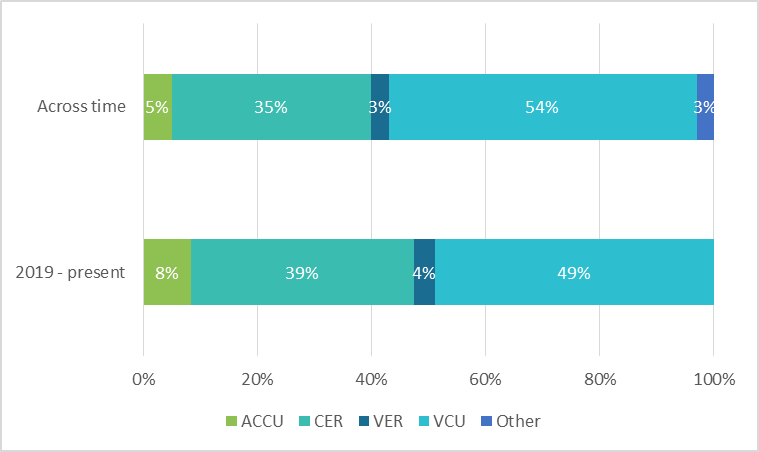 Across time 5% 35% 3% 54% 3%
2019 - present 8% 39% 4% 49%
0% 20% 40% 60% 80% 100%
ACCU CER VER VCU Other